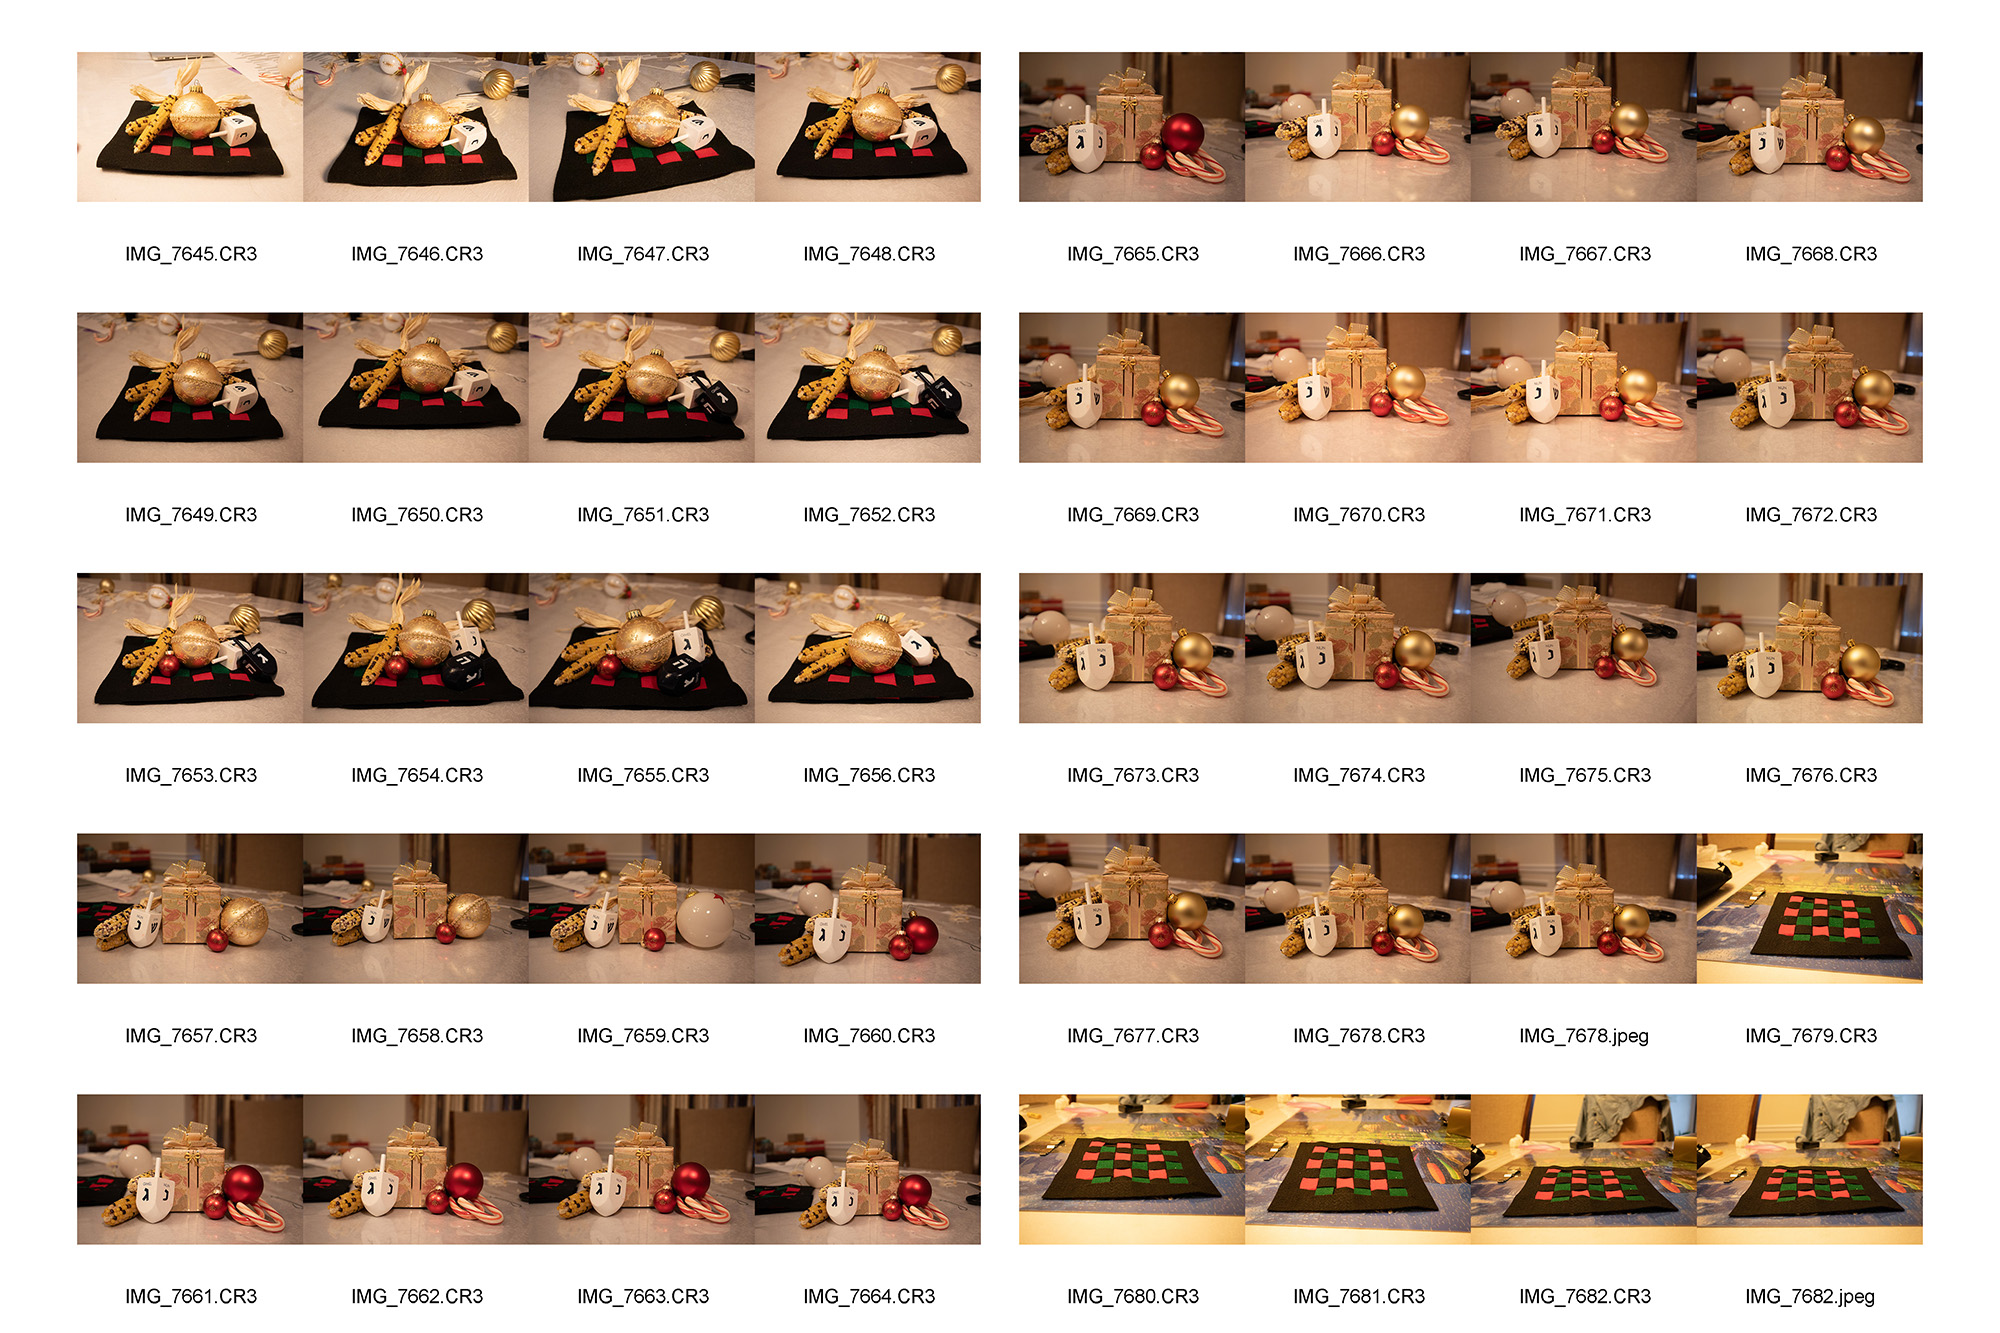 IMG_7645.CR3 IMG_7646.CR3 IMG_7647.CR3 IMG_7648.CR3
IMG_7649.CR3 IMG_7650.CR3 IMG_7651.CR3 IMG_7652.CR3
IMG_7653.CR3 IMG_7654.CR3 IMG_7655.CR3 IMG_7656.CR3
IMG_7657.CR3 IMG_7658.CR3 IMG_7659.CR3 IMG_7660.CR3
IMG_7661.CR3 IMG_7662.CR3 IMG_7663.CR3 IMG_7664.CR3
IMG_7665.CR3 IMG_7666.CR3 IMG_7667.CR3 IMG_7668.CR3
IMG_7669.CR3 IMG_7670.CR3 IMG_7671.CR3 IMG_7672.CR3
IMG_7673.CR3 IMG_7674.CR3 IMG_7675.CR3 IMG_7676.CR3
IMG_7677.CR3 IMG_7678.CR3 IMG_7678.jpeg IMG_7679.CR3
IMG_7680.CR3 IMG_7681.CR3 IMG_7682.CR3 IMG_7682.jpeg